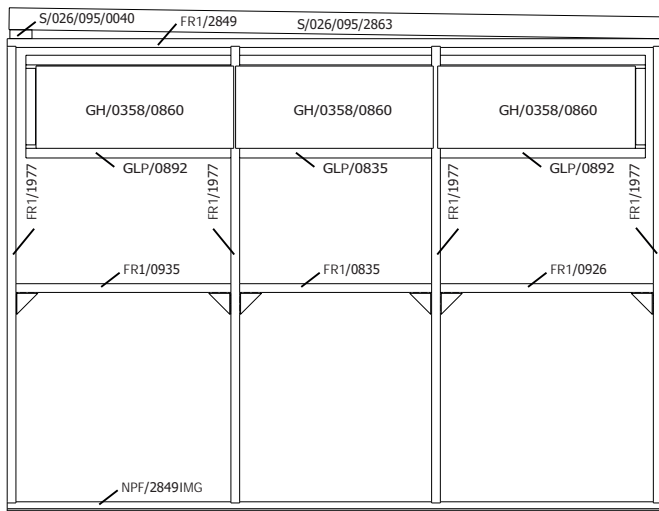 S/026/095/0040
FR1/2849
S/026/095/2863
GH/0358/0860
GH/0358/0860
GH/0358/0860
GLP/0892
GLP/0835
GLP/0892
FR1/1977
FR1/1977
FR1/1977
FR1/1977
FR1/0935
FR1/0835
FR1/0926
NPF/2849IMG